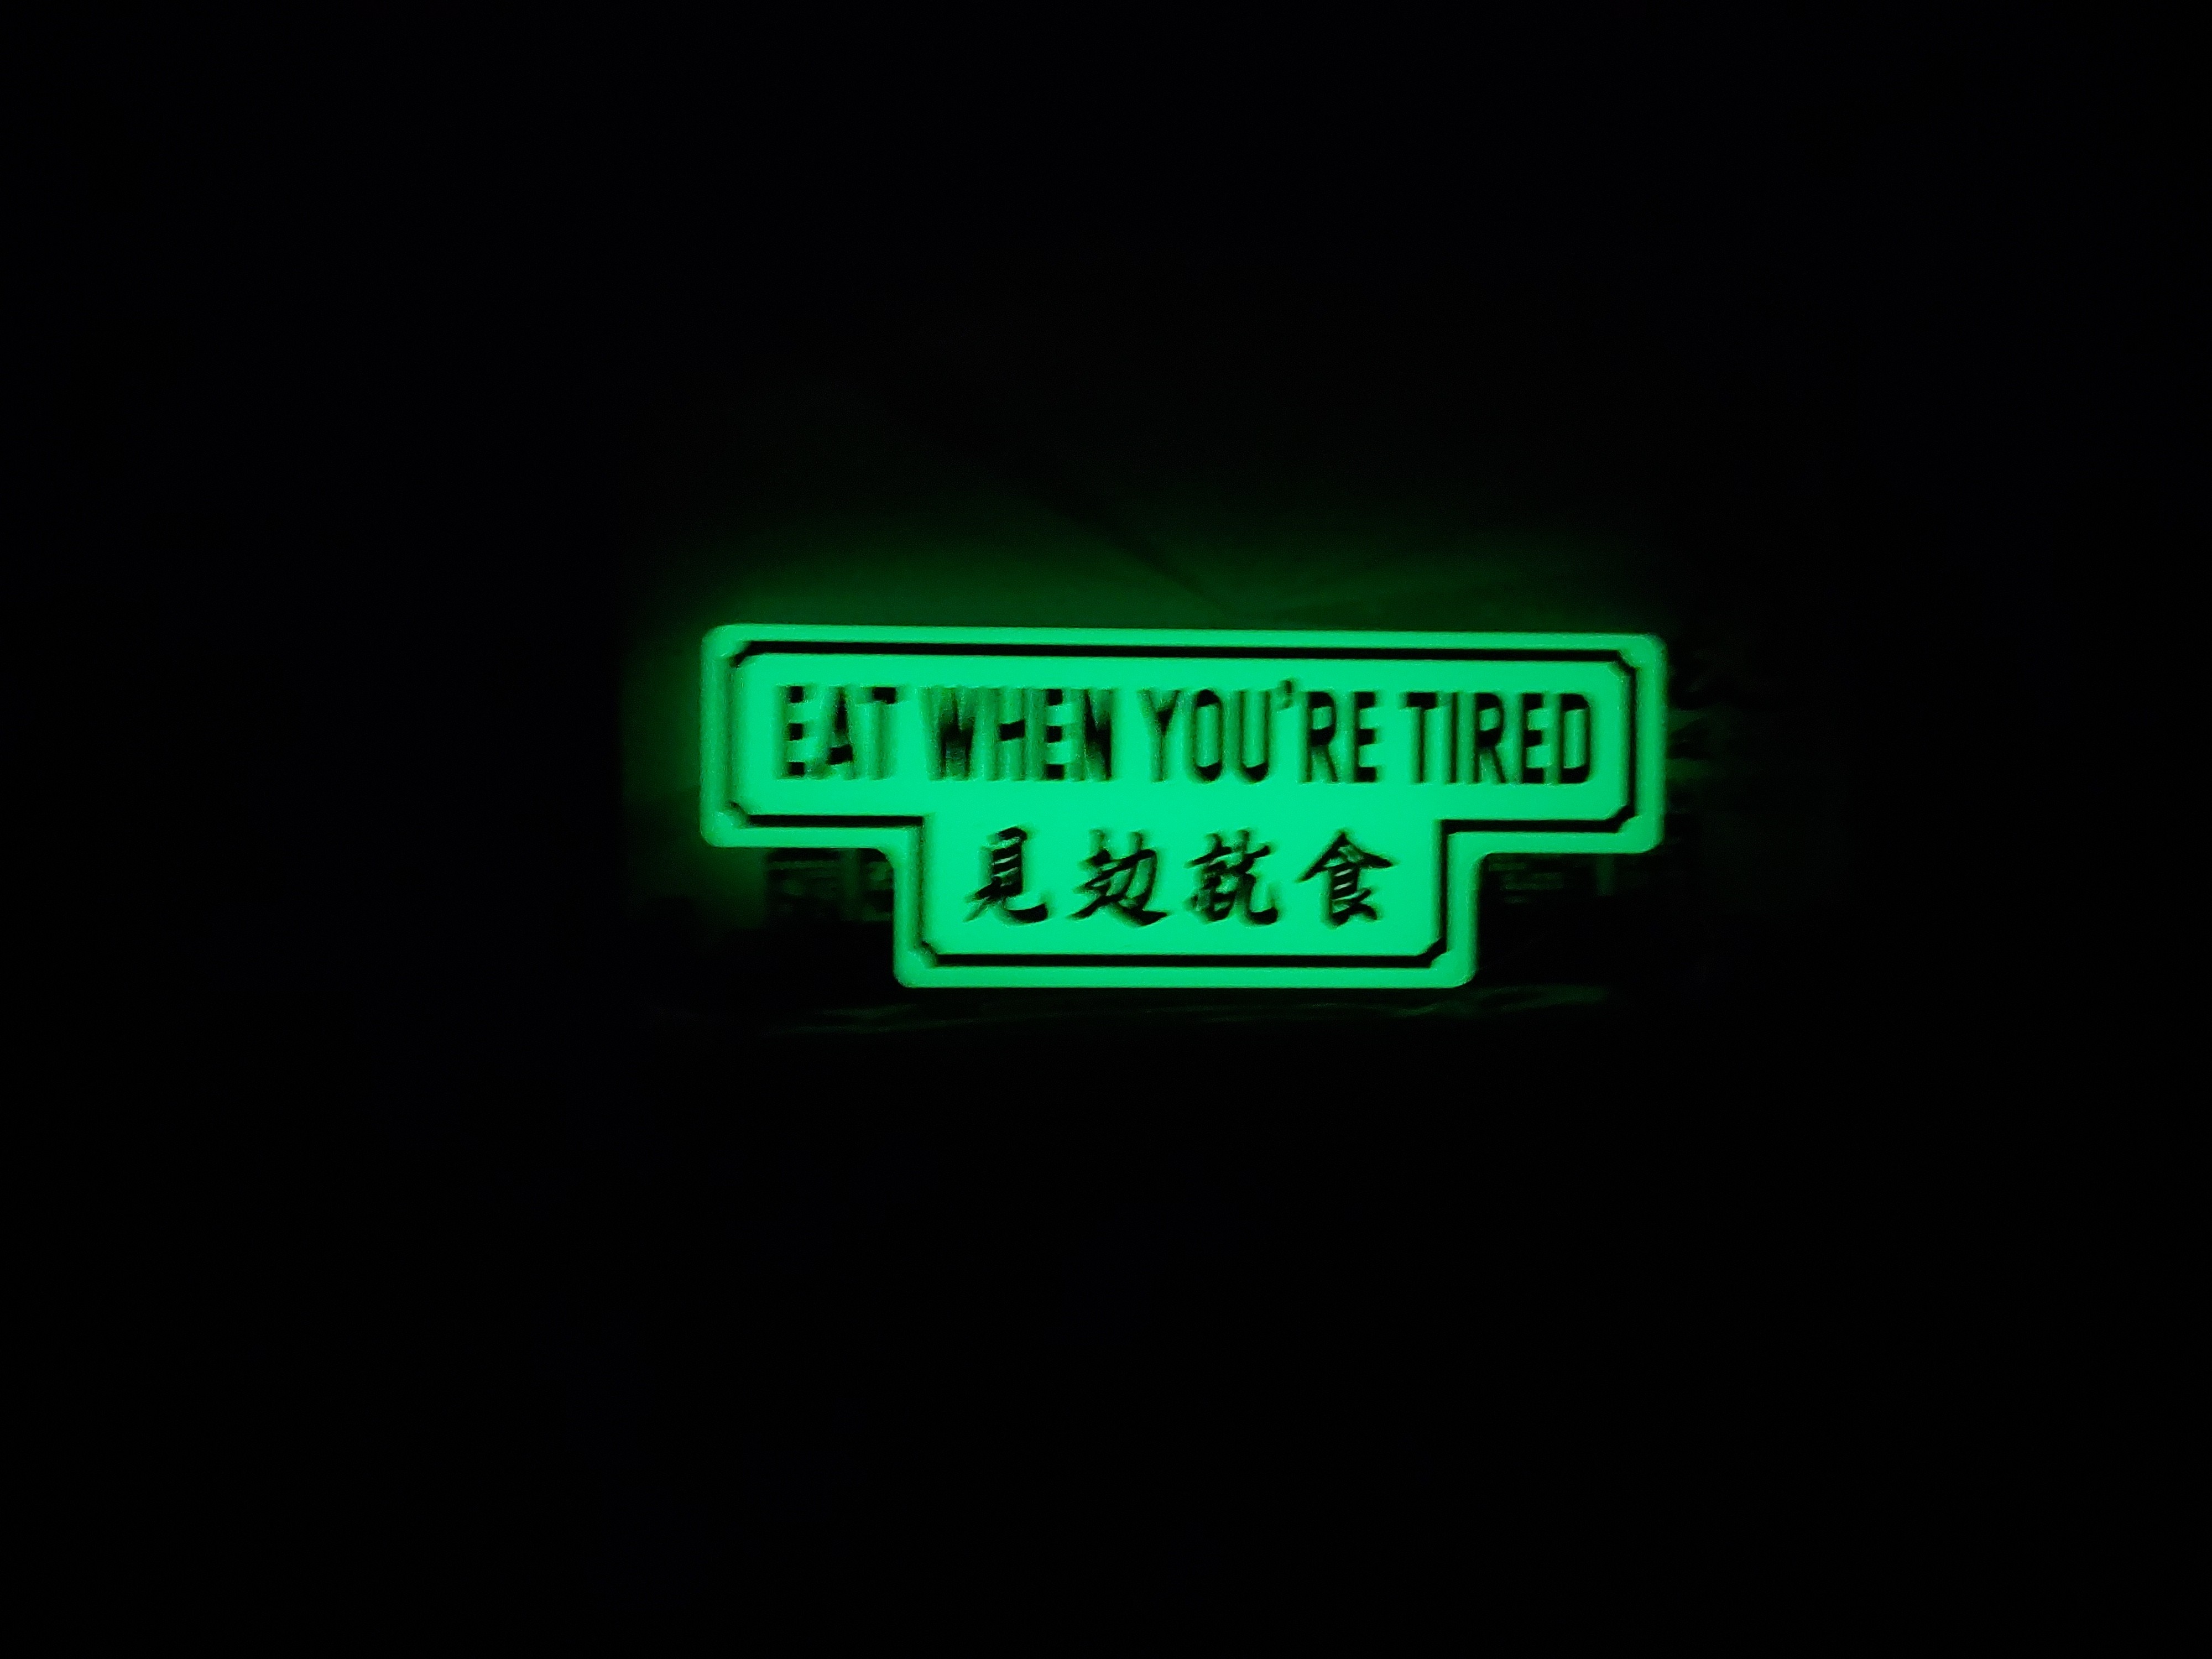 EAT WHEN YOU'RE TIRED
見攰就食